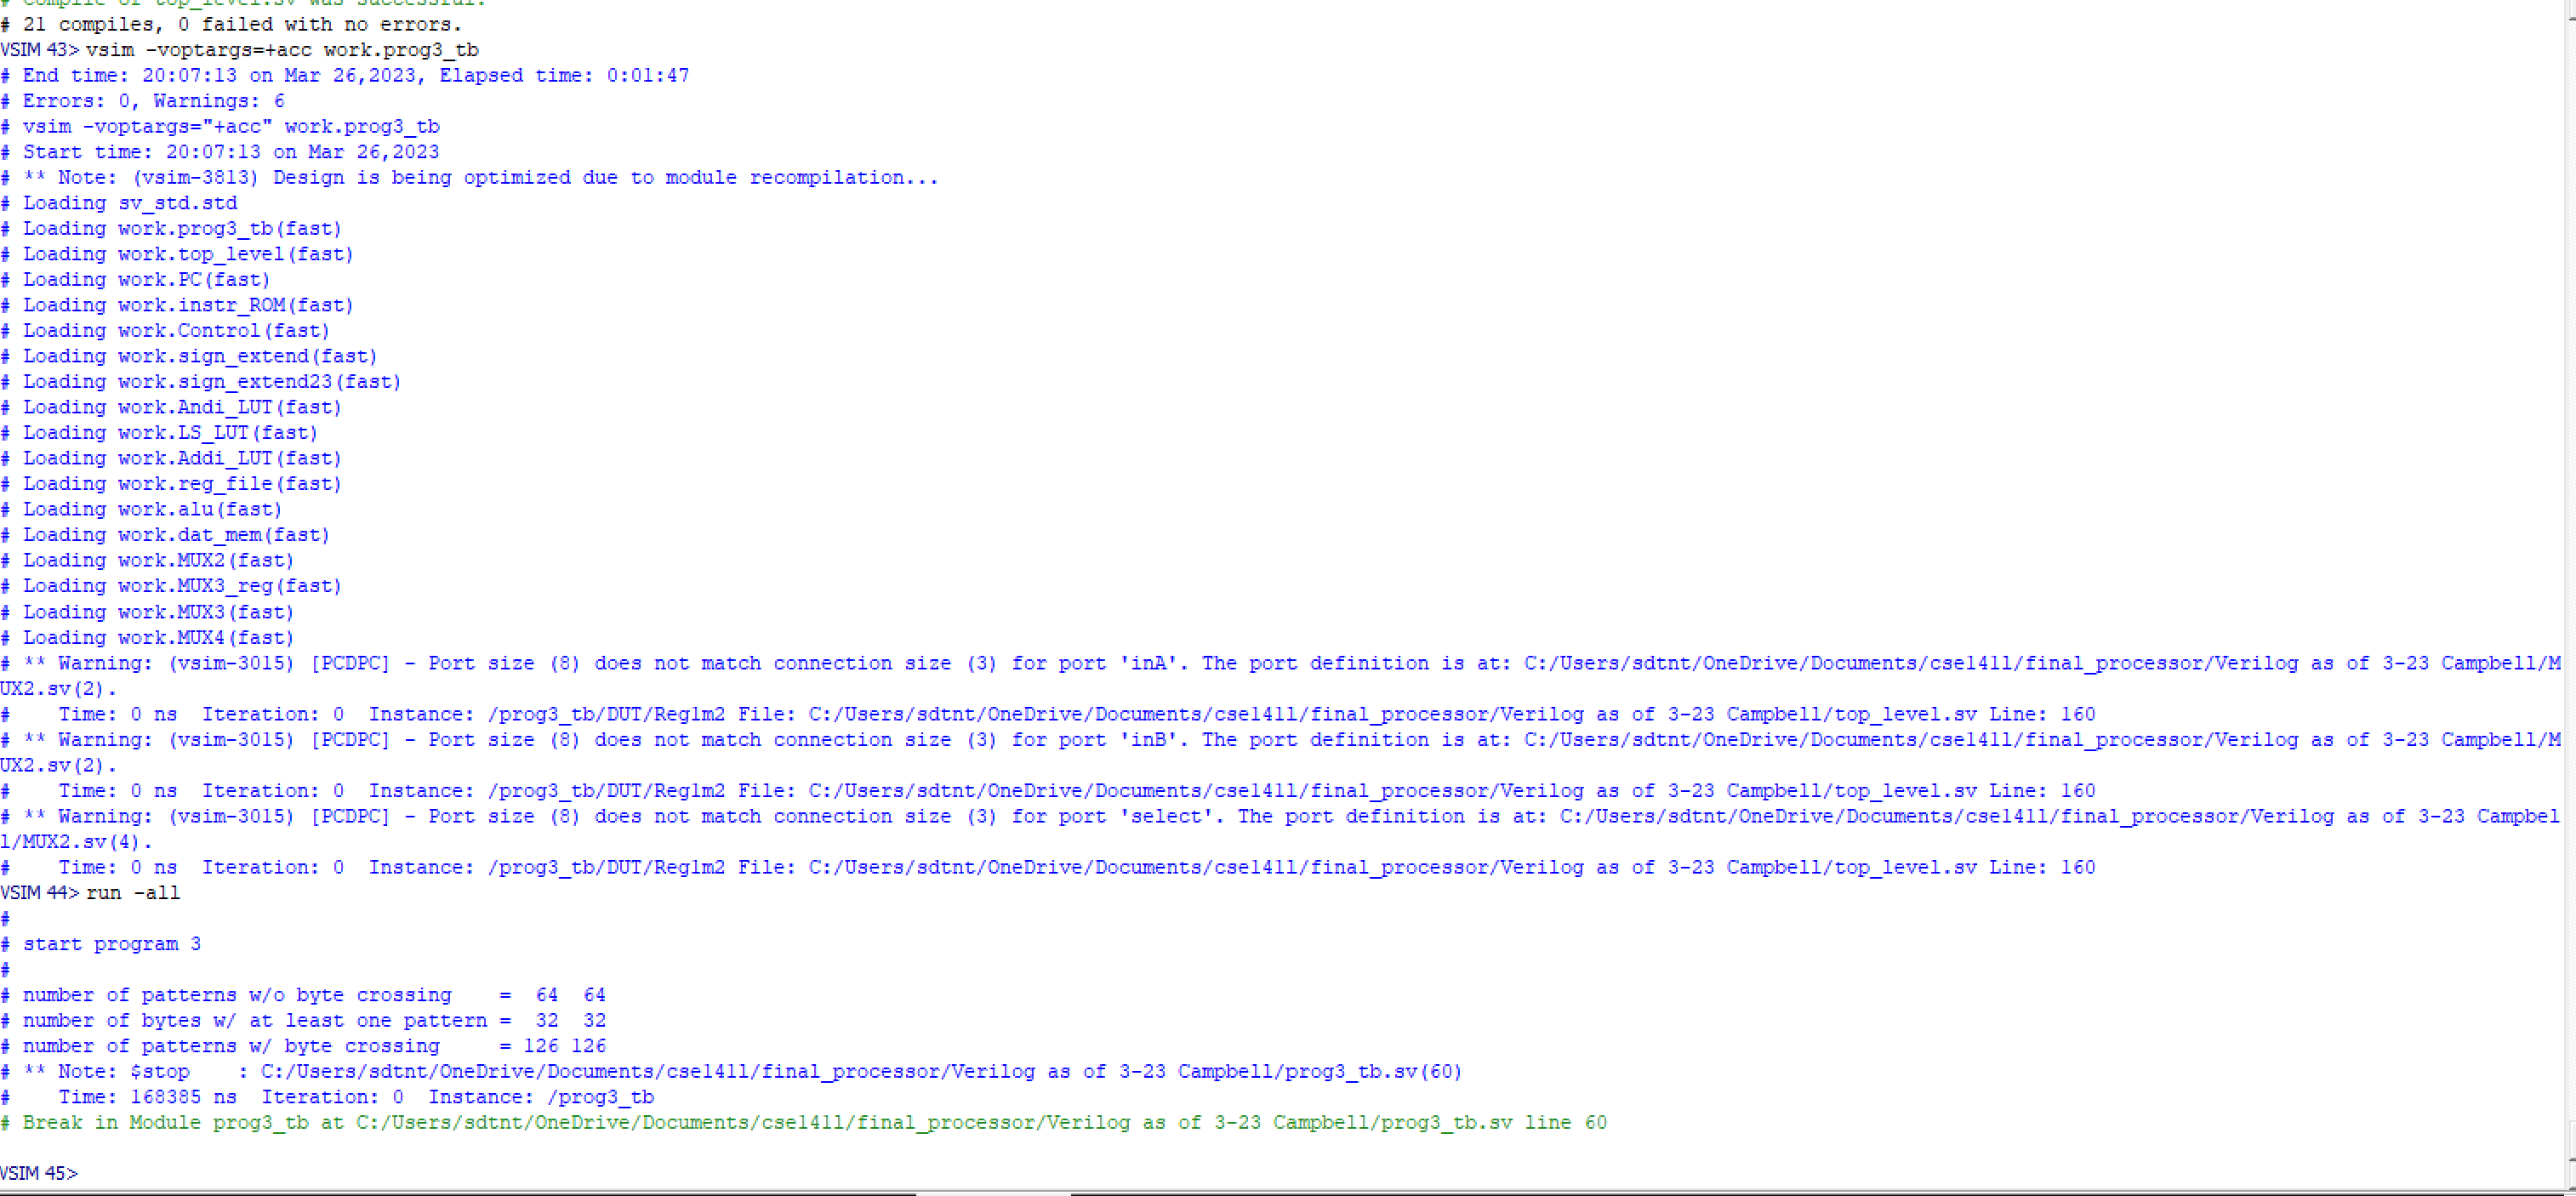 # Compile of top_level.sv was successful.
# 21 compiles, 0 failed with no errors.
VSIM 43> vsim -voptargs=+acc work.prog3_tb
# End time: 20:07:13 on Mar 26,2023, Elapsed time: 0:01:47
# Errors: 0, Warnings: 6
# vsim -voptargs="+acc" work.prog3_tb
# Start time: 20:07:13 on Mar 26,2023
# ** Note: (vsim-3813) Design is being optimized due to module recompilation...
# Loading sv_std.std
# Loading work.prog3_tb(fast)
# Loading work.top_level(fast)
# Loading work.PC(fast)
# Loading work.instr_ROM(fast)
# Loading work.Control(fast)
# Loading work.sign_extend(fast)
# Loading work.sign_extend23(fast)
# Loading work.Andi_LUT(fast)
# Loading work.LS_LUT(fast)
# Loading work.Addi_LUT(fast)
# Loading work.reg_file(fast)
# Loading work.alu(fast)
# Loading work.dat_mem(fast)
# Loading work.MUX2(fast)
# Loading work.MUX3_reg(fast)
# Loading work.MUX3(fast)
# Loading work.MUX4(fast)
# ** Warning: (vsim-3015) [PCDPC] - Port size (8) does not match connection size (3) for port 'inA'. The port definition is at: C:/Users/sdtnt/OneDrive/Documents/cse141l/final_processor/Verilog as of 3-23 Campbell/M
UX2.sv(2).
#    Time: 0 ns  Iteration: 0  Instance: /prog3_tb/DUT/Reglm2 File: C:/Users/sdtnt/OneDrive/Documents/cse141l/final_processor/Verilog as of 3-23 Campbell/top_level.sv Line: 160
# ** Warning: (vsim-3015) [PCDPC] - Port size (8) does not match connection size (3) for port 'inB'. The port definition is at: C:/Users/sdtnt/OneDrive/Documents/cse141l/final_processor/Verilog as of 3-23 Campbell/M
UX2.sv(2).
#    Time: 0 ns  Iteration: 0  Instance: /prog3_tb/DUT/Reglm2 File: C:/Users/sdtnt/OneDrive/Documents/cse141l/final_processor/Verilog as of 3-23 Campbell/top_level.sv Line: 160
# ** Warning: (vsim-3015) [PCDPC] - Port size (8) does not match connection size (3) for port 'select'. The port definition is at: C:/Users/sdtnt/OneDrive/Documents/cse141l/final_processor/Verilog as of 3-23 Campbel
l/MUX2.sv(4).
#    Time: 0 ns  Iteration: 0  Instance: /prog3_tb/DUT/Reglm2 File: C:/Users/sdtnt/OneDrive/Documents/cse141l/final_processor/Verilog as of 3-23 Campbell/top_level.sv Line: 160
VSIM 44> run -all
#
# start program 3
#
# number of patterns w/o byte crossing    =  64  64
# number of bytes w/ at least one pattern =  32  32
# number of patterns w/ byte crossing     = 126 126
# ** Note: $stop    : C:/Users/sdtnt/OneDrive/Documents/cse141l/final_processor/Verilog as of 3-23 Campbell/prog3_tb.sv(60)
#    Time: 168385 ns  Iteration: 0  Instance: /prog3_tb
# Break in Module prog3_tb at C:/Users/sdtnt/OneDrive/Documents/cse141l/final_processor/Verilog as of 3-23 Campbell/prog3_tb.sv line 60
VSIM 45>